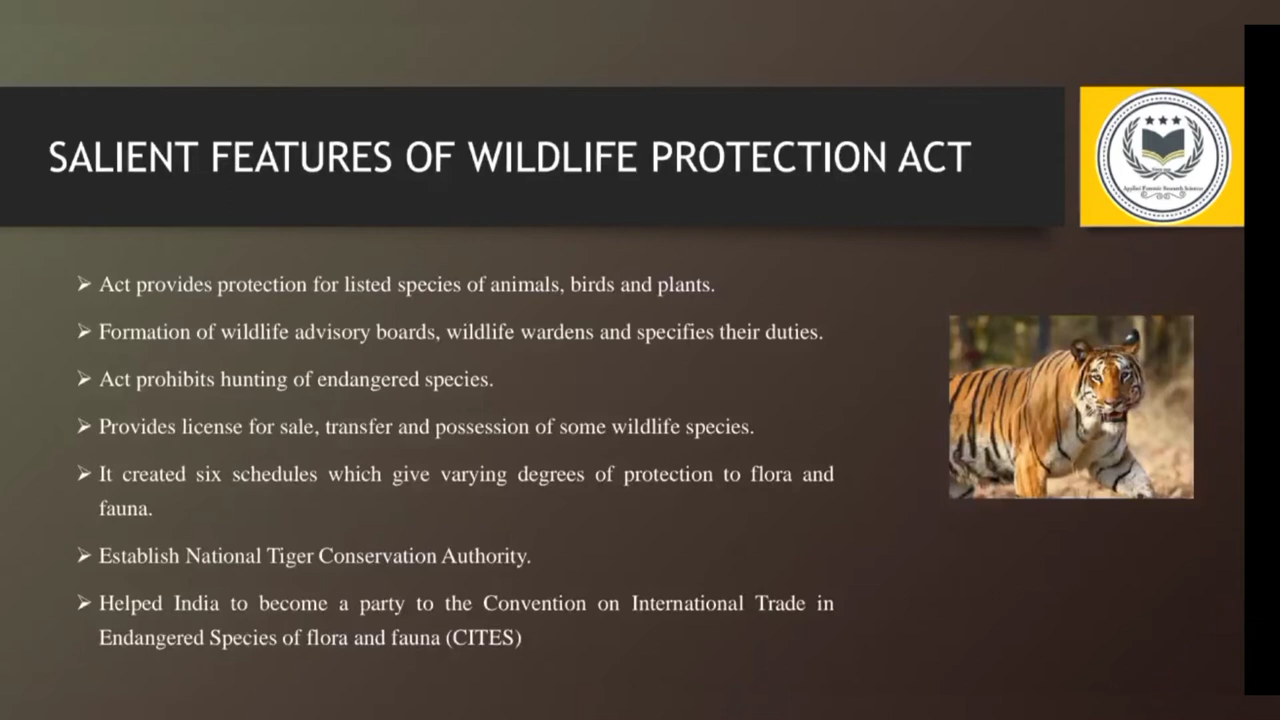 SALIENT FEATURES OF WILDLIFE PROTECTION ACT
Applied Forensic Research Sciences
➢ Act provides protection for listed species of animals, birds and plants.
➢ Formation of wildlife advisory boards, wildlife wardens and specifies their duties.
➢ Act prohibits hunting of endangered species.
➢ Provides license for sale, transfer and possession of some wildlife species.
➢ It created six schedules which give varying degrees of protection to flora and
fauna.
➢ Establish National Tiger Conservation Authority.
➢ Helped India to become a party to the Convention on International Trade in
Endangered Species of flora and fauna (CITES)